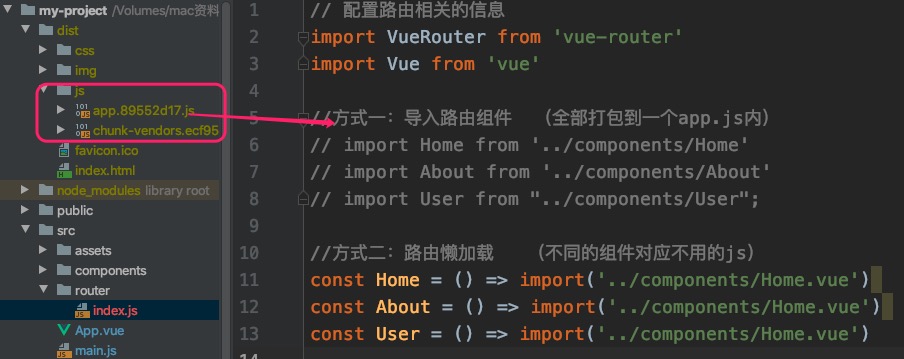 my-project /Volumes/mac资料
dist
css
img
js
app.89552d17.js
chunk-vendors.ecf95
favicon.ico
index.html
node_modules library root
public
src
assets
components
router
index.js
App.vue
main.js
1 // 配置路由相关的信息
2 import VueRouter from 'vue-router'
3 import Vue from 'vue'
4
5 //方式一：导入路由组件 （全部打包到一个app.js内）
6 // import Home from '../components/Home'
7 // import About from '../components/About'
8 // import User from "../components/User";
9
10 //方式二：路由懒加载 （不同的组件对应不用的js）
11 const Home = () => import('../components/Home.vue')
12 const About = () => import('../components/Home.vue')
13 const User = () => import('../components/Home.vue')
14